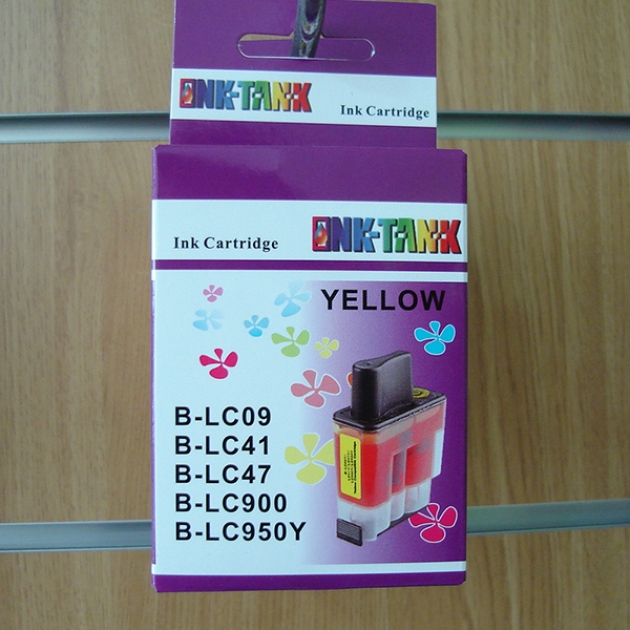 INK-TANK
Ink Cartridge
Ink Cartridge
INK-TANK
YELLOW
B-LC09
B-LC41
B-LC47
B-LC900
B-LC950Y